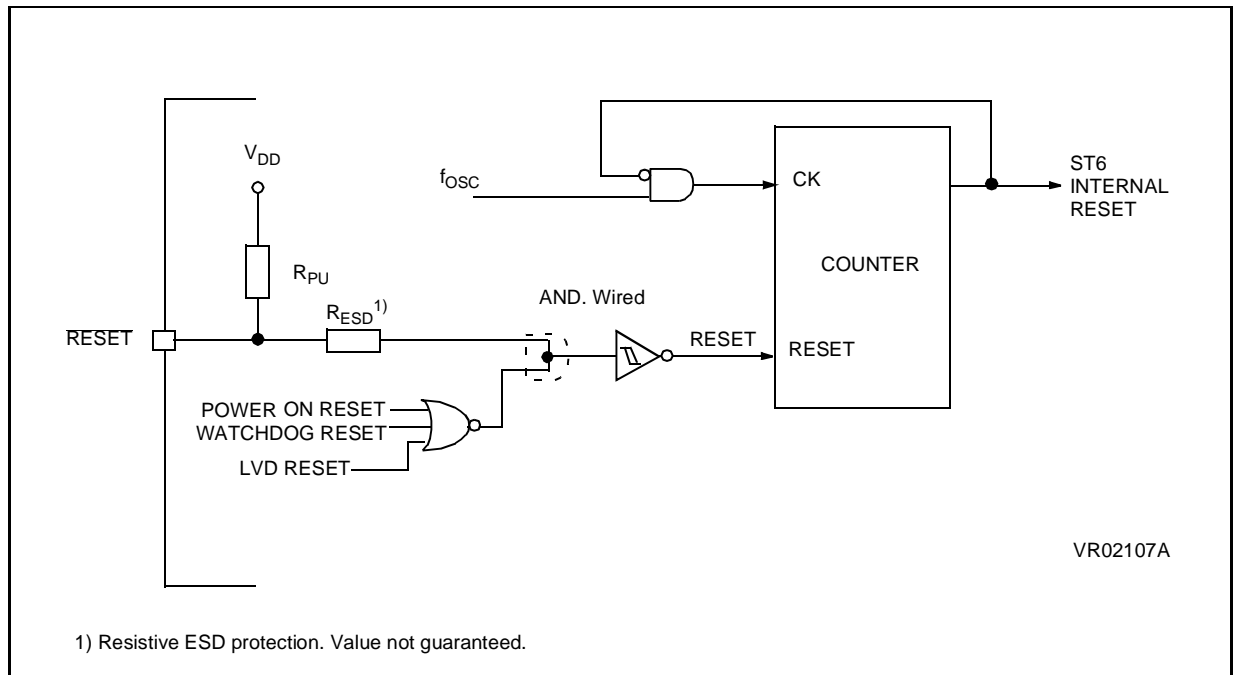 V_DD
f_OSC
CK
ST6
INTERNAL
RESET
COUNTER
R_PU
AND. Wired
R_ESD^1)
R̅E̅S̅E̅T̅
RESET
RESET
POWER ON RESET
WATCHDOG RESET
LVD RESET
VR02107A
1) Resistive ESD protection. Value not guaranteed.